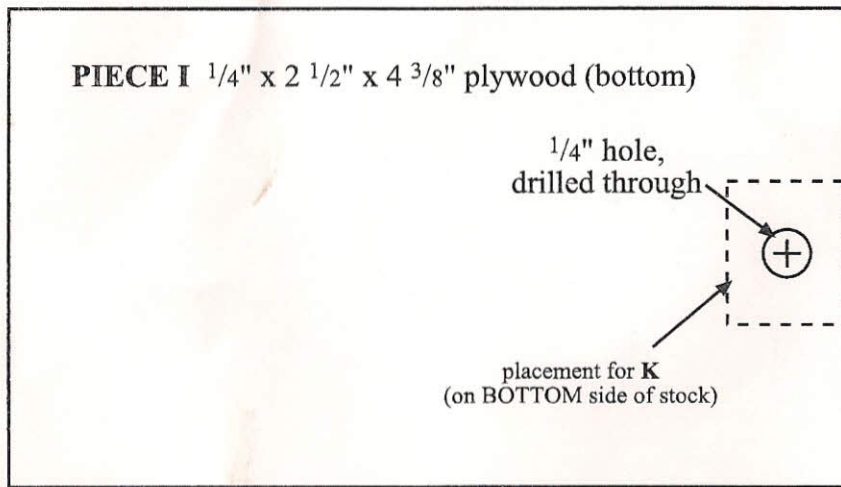 PIECE I 1/4" x 2 1/2" x 4 3/8" plywood (bottom)
1/4" hole,
drilled through
placement for K
(on BOTTOM side of stock)